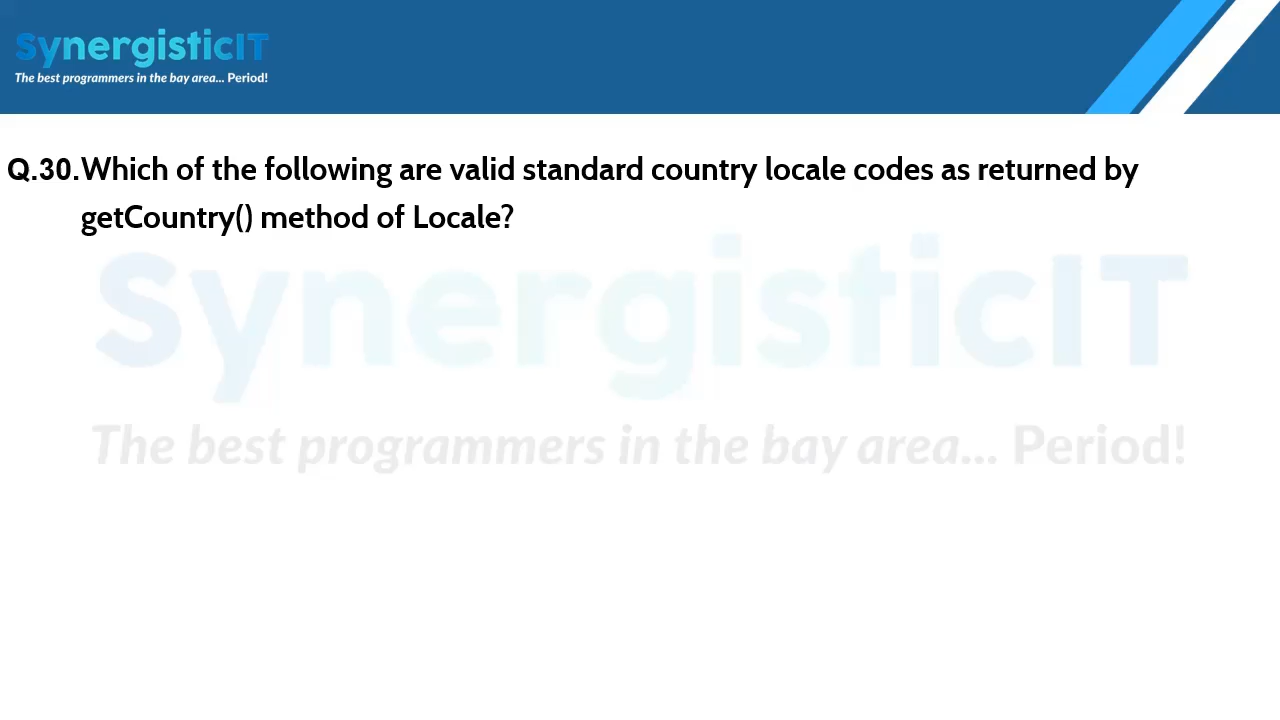 SynergisticIT
The best programmers in the bay area... Period!
Q.30. Which of the following are valid standard country locale codes as returned by
getCountry() method of Locale?
SynergisticIT
The best programmers in the bay area... Period!